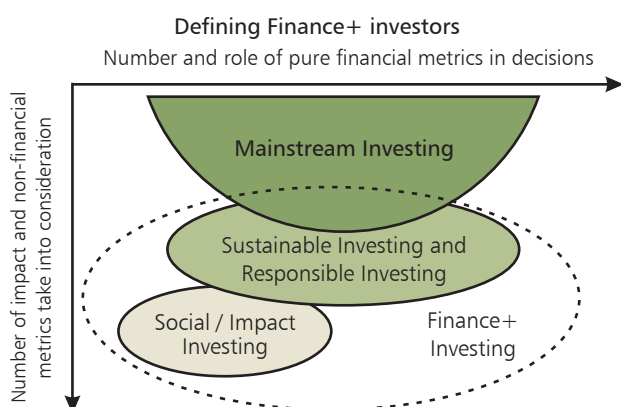 Defining Finance+ investors
Number and role of pure financial metrics in decisions
Number of impact and non-financial
metrics take into consideration
Mainstream Investing
Sustainable Investing and
Responsible Investing
Social / Impact
Investing
Finance+
Investing